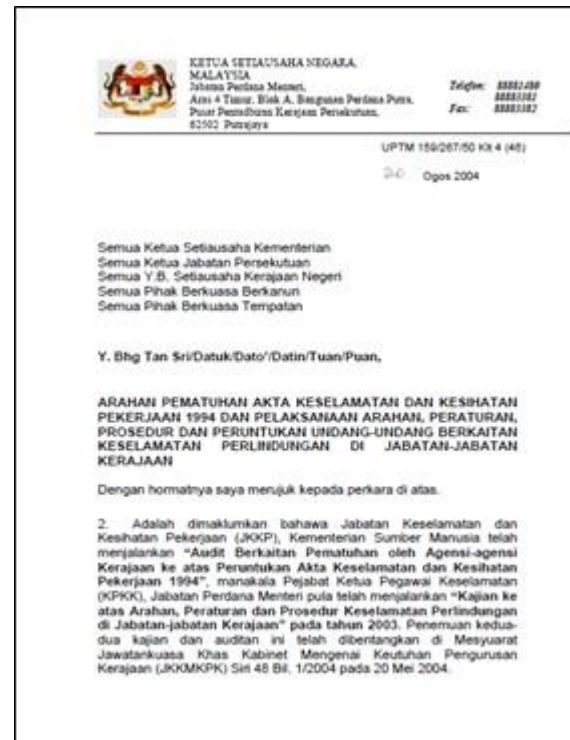 KETUA SETIAUSAHA NEGARA,
MALAYSIA
Jabatan Perdana Menteri,
Aras 4 Timur, Blok A, Bangunan Perdana Putra,
Pusat Pentadbiran Kerajaan Persekutuan,
62502 Putrajaya
Telefon:
Fax:
UPTM 159/267/50 Klt 4 (46)
20 Ogos 2004
Semua Ketua Setiausaha Kementerian
Semua Ketua Jabatan Persekutuan
Semua Y.B. Setiausaha Kerajaan Negeri
Semua Pihak Berkuasa Berkanun
Semua Pihak Berkuasa Tempatan
Y. Bhg Tan Sri/Datuk/Dato'/Datin/Tuan/Puan,
ARAHAN PEMATUHAN AKTA KESELAMATAN DAN KESIHATAN
PEKERJAAN 1994 DAN PELAKSANAAN ARAHAN, PERATURAN,
PROSEDUR DAN PERUNTUKAN UNDANG-UNDANG BERKAITAN
KESELAMATAN PERLINDUNGAN DI JABATAN-JABATAN
KERAJAAN
Dengan hormatnya saya merujuk kepada perkara di atas.
2. Adalah dimaklumkan bahawa Jabatan Keselamatan dan
Kesihatan Pekerjaan (JKKP), Kementerian Sumber Manusia telah
menjalankan "Audit Berkaitan Pematuhan oleh Agensi-agensi
Kerajaan ke atas Peruntukan Akta Keselamatan dan Kesihatan
Pekerjaan 1994", manakala Pejabat Ketua Pegawai Keselamatan
(KPKK), Jabatan Perdana Menteri pula telah menjalankan "Kajian ke
atas Arahan, Peraturan dan Prosedur Keselamatan Perlindungan
di Jabatan-jabatan Kerajaan" pada tahun 2003. Penemuan kedua-
dua kajian dan auditan ini telah dibentangkan di Mesyuarat
Jawatankuasa Khas Kabinet Mengenai Keutuhan Pengurusan
Kerajaan (JKKMKPK) Siri 48 Bil. 1/2004 pada 20 Mei 2004.